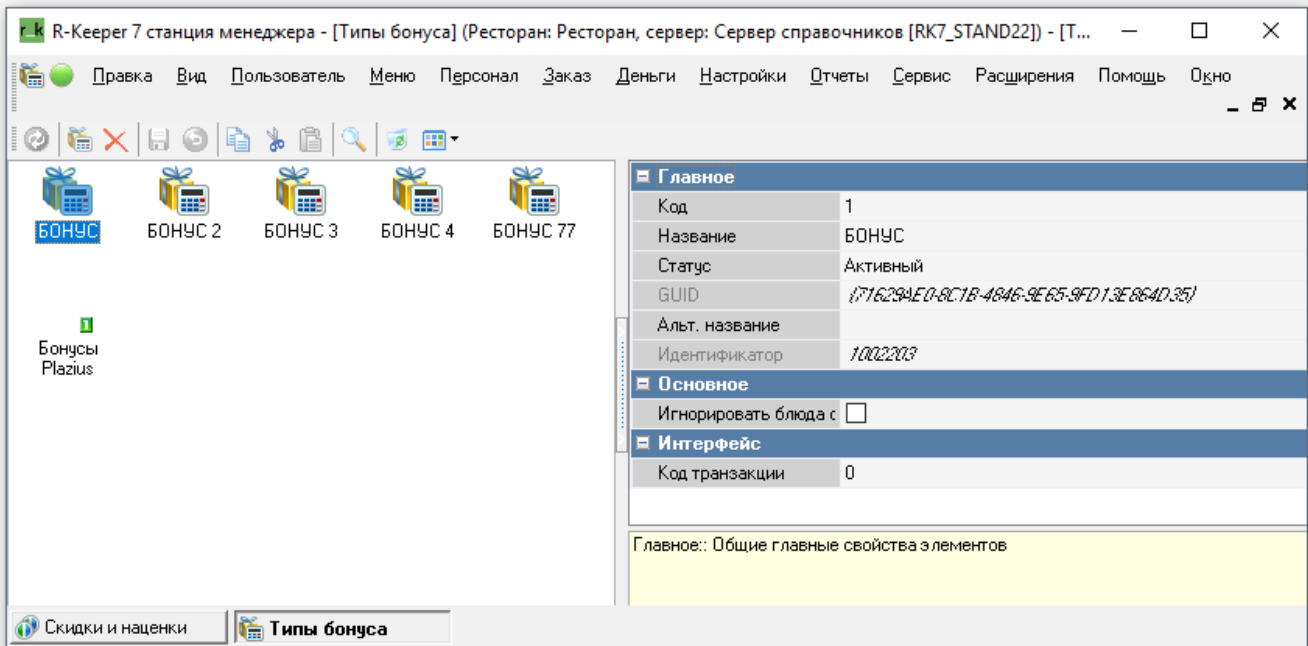 r_k R-Keeper 7 станция менеджера - [Типы бонуса] (Ресторан: Ресторан, сервер: Сервер справочников [RK7_STAND22]) - [Т...
Правка Вид Пользователь Меню Персонал Заказ Деньги Настройки Отчеты Сервис Расширения Помощь Окно
БОНУС БОНУС 2 БОНУС 3 БОНУС 4 БОНУС 77
1
Бонусы
Plazius
Главное
Код 1
Название БОНУС
Статус Активный
GUID {71629AE0-8C1B-4846-9E65-9FD13E864D35}
Альт. название
Идентификатор 1002203
Основное
Игнорировать блюда с
Интерфейс
Код транзакции 0
Главное:: Общие главные свойства элементов
Скидки и наценки Типы бонуса